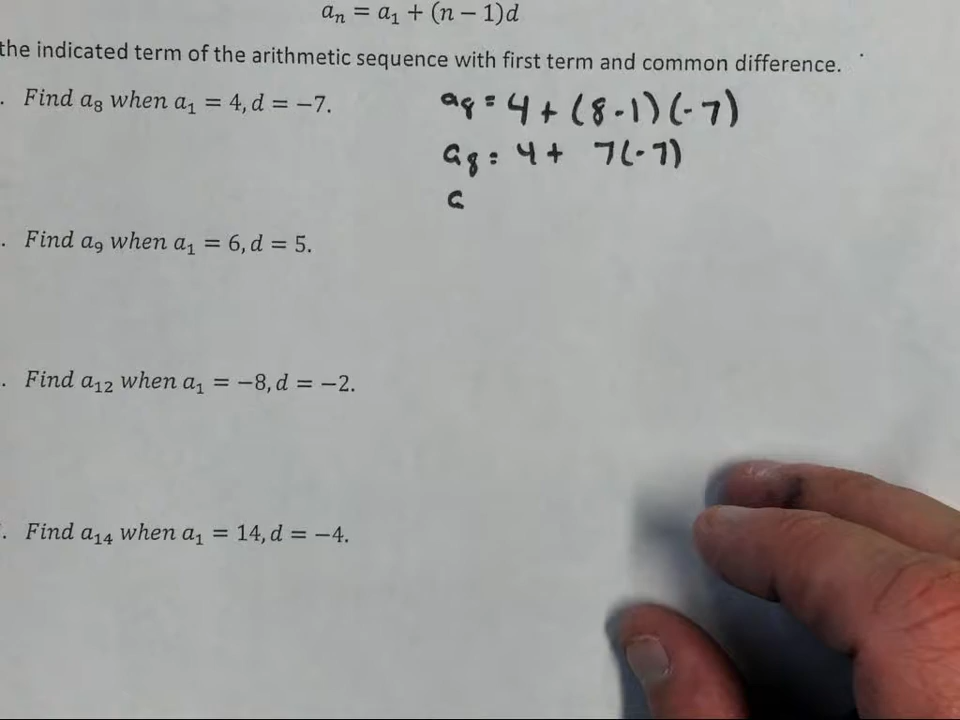 aₙ = a₁ + (n − 1)d
the indicated term of the arithmetic sequence with first term and common difference.
. Find a₈ when a₁ = 4, d = −7.
a₈ = 4 + (8-1)(-7)
a₈ = 4 + 7(-7)
. Find a₉ when a₁ = 6, d = 5.
. Find a₁₂ when a₁ = −8, d = −2.
. Find a₁₄ when a₁ = 14, d = −4.